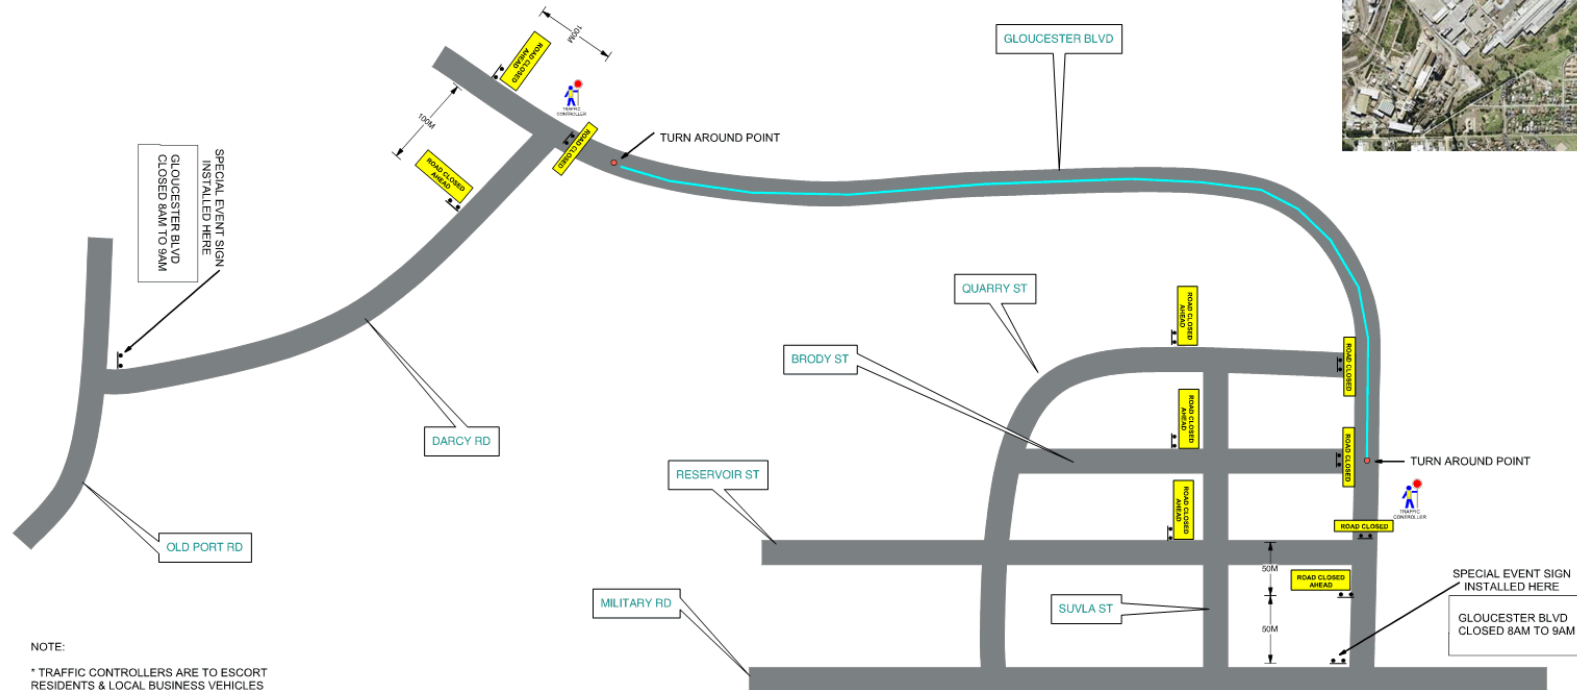 100M
ROAD CLOSED
AHEAD
TRAFFIC
CONTROLLER
ROAD CLOSED
TURN AROUND POINT
GLOUCESTER BLVD
100M
ROAD CLOSED
AHEAD
SPECIAL EVENT SIGN
INSTALLED HERE
GLOUCESTER BLVD
CLOSED 8AM TO 9AM
QUARRY ST
ROAD CLOSED
AHEAD
BRODY ST
ROAD CLOSED
ROAD CLOSED
AHEAD
DARCY RD
ROAD CLOSED
TURN AROUND POINT
RESERVOIR ST
ROAD CLOSED
AHEAD
TRAFFIC
CONTROLLER
ROAD CLOSED
OLD PORT RD
50M
ROAD CLOSED
AHEAD
SPECIAL EVENT SIGN
INSTALLED HERE
MILITARY RD
SUVLA ST
50M
GLOUCESTER BLVD
CLOSED 8AM TO 9AM
NOTE:
* TRAFFIC CONTROLLERS ARE TO ESCORT
RESIDENTS & LOCAL BUSINESS VEHICLES